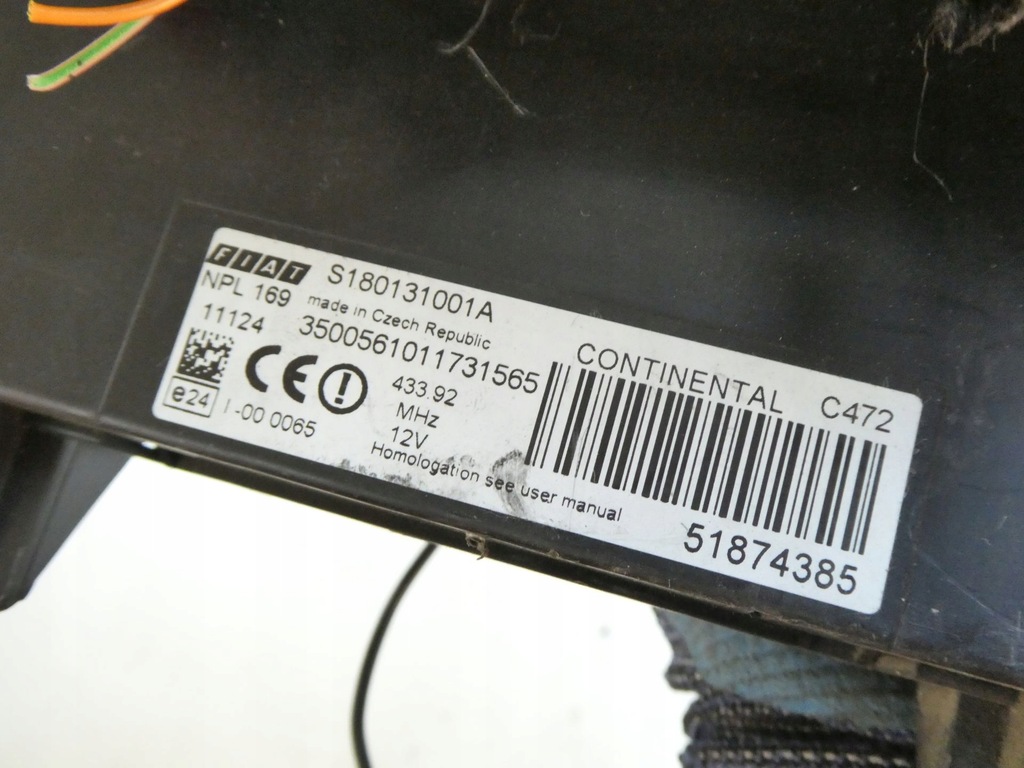 FIAT S180131001A
NPL 169 made in Czech Republic
11124 3500561011731565
CE
433.92
MHz
12V
e24 I -00 0065
Homologation see user manual
CONTINENTAL C472
51874385